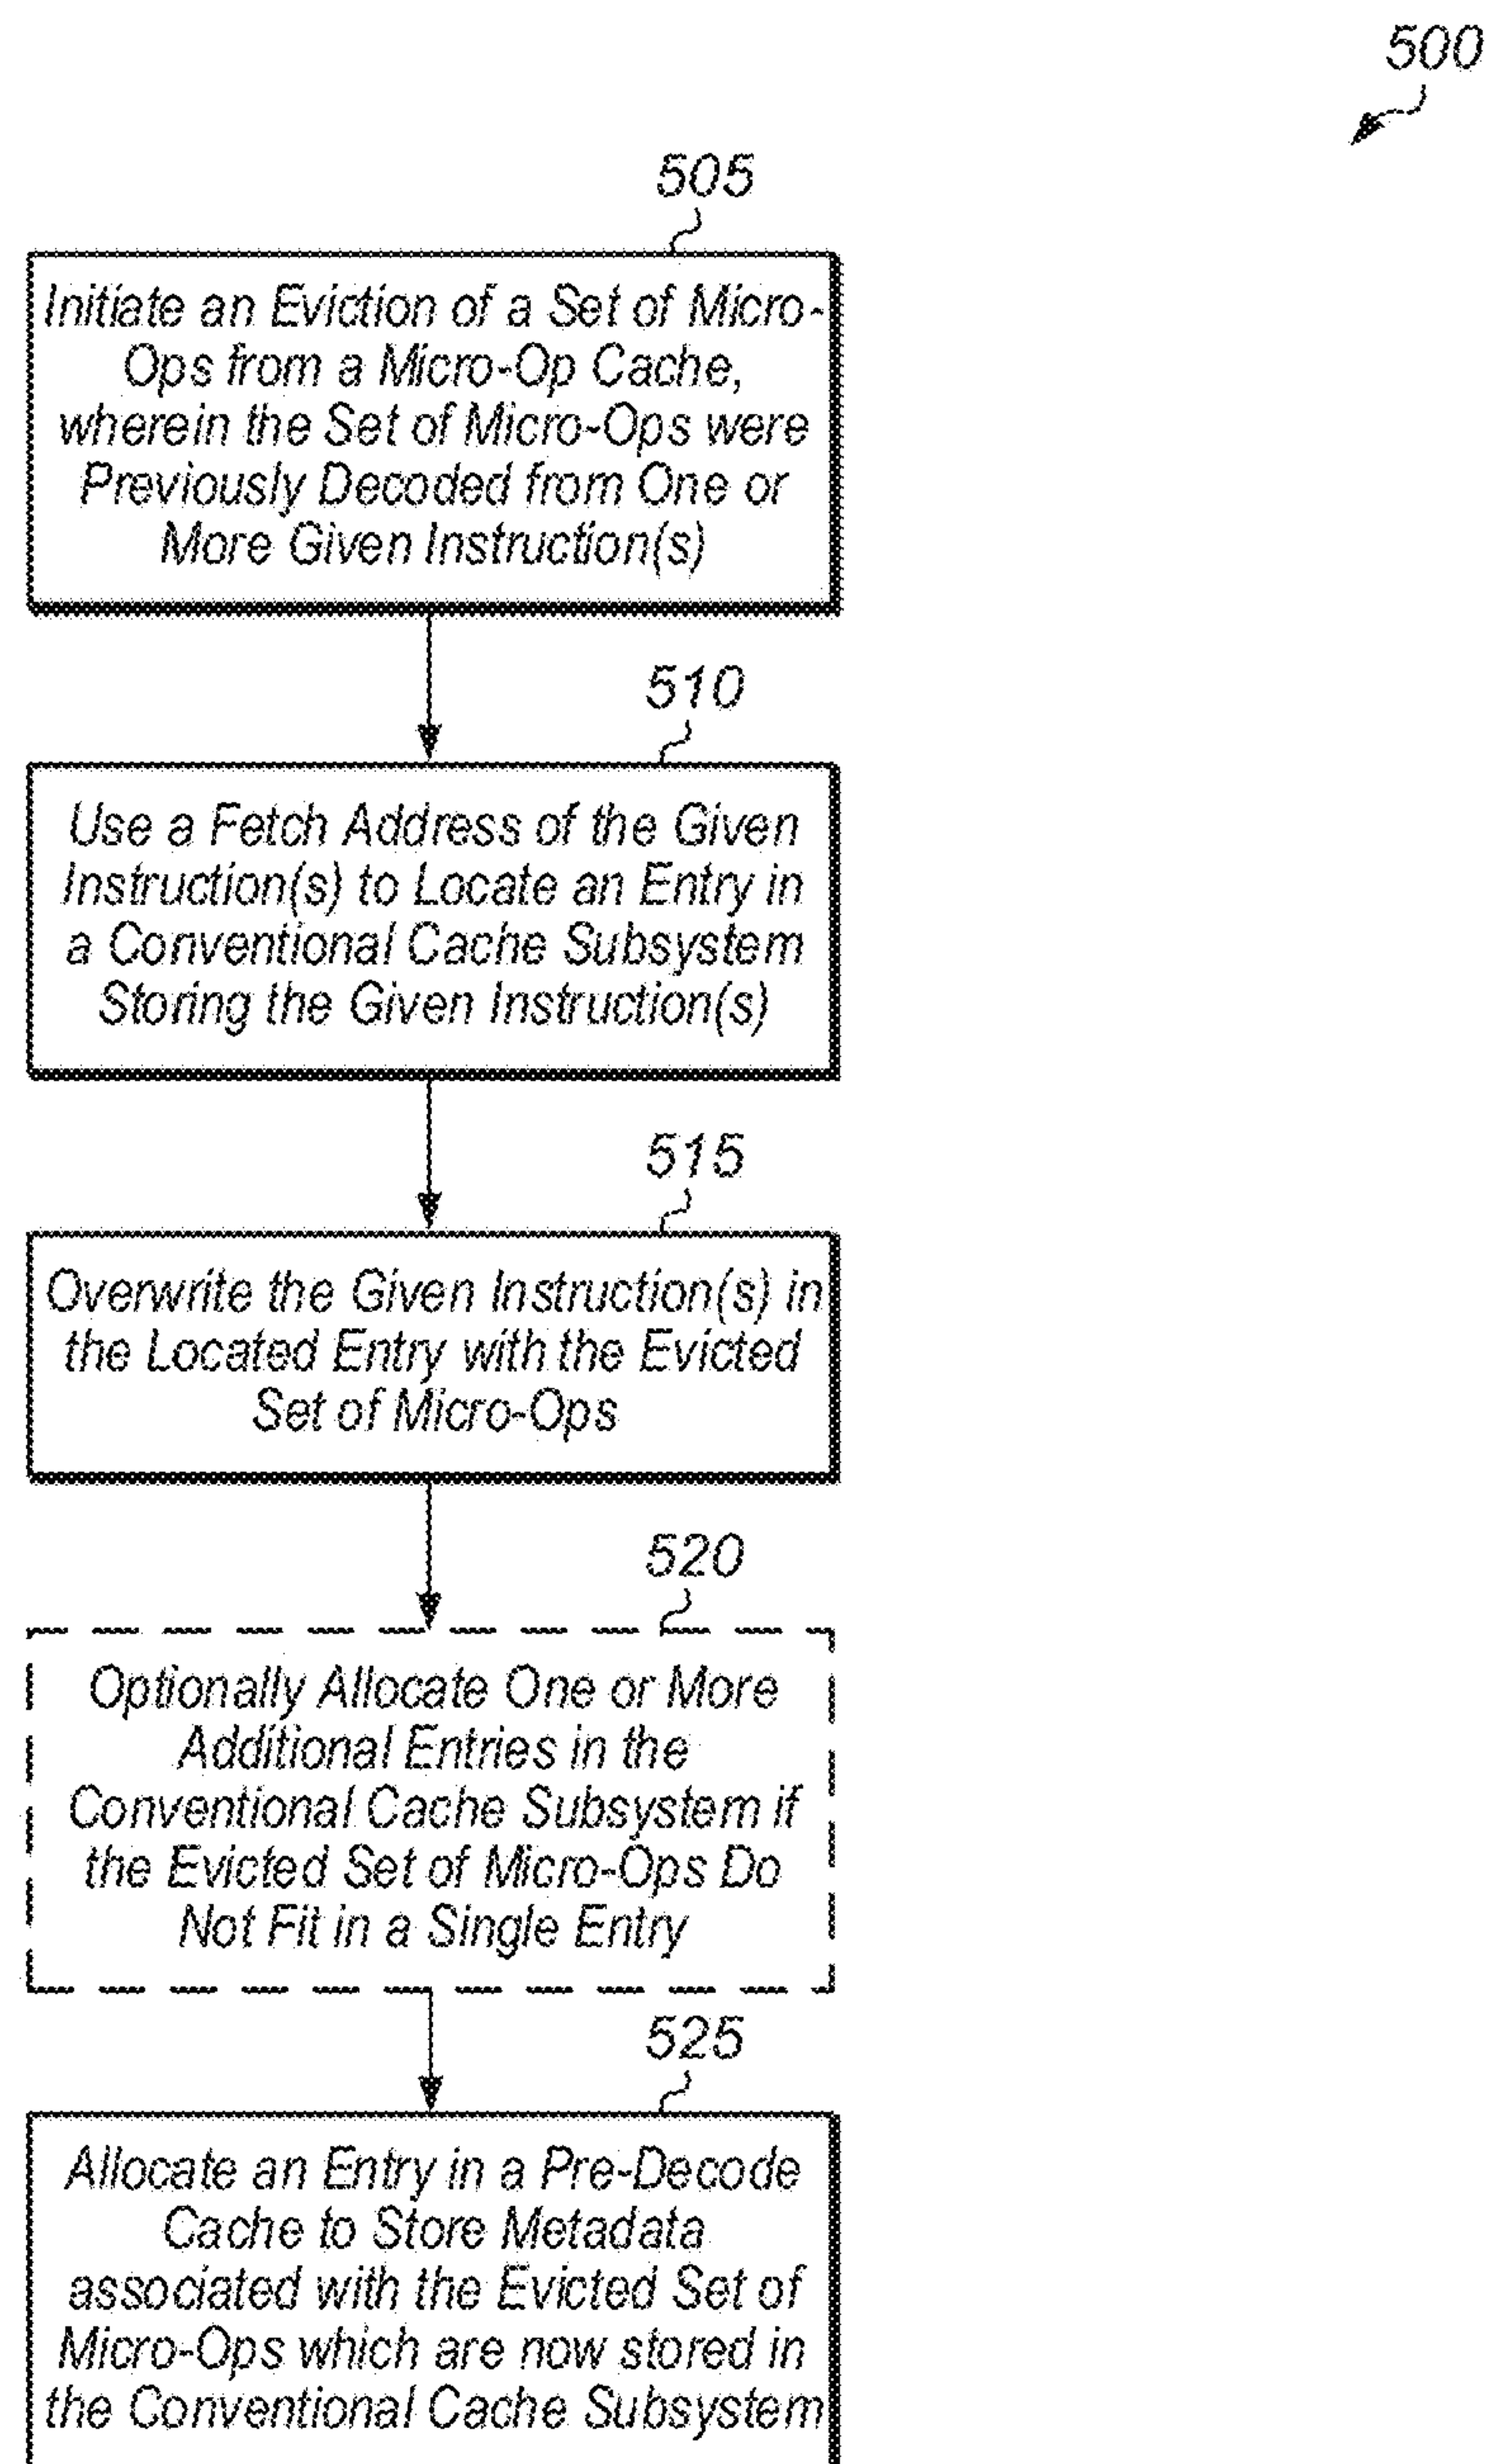 500
505
Initiate an Eviction of a Set of Micro-
Ops from a Micro-Op Cache,
wherein the Set of Micro-Ops were
Previously Decoded from One or
More Given Instruction(s)
510
Use a Fetch Address of the Given
Instruction(s) to Locate an Entry in
a Conventional Cache Subsystem
Storing the Given Instruction(s)
515
Overwrite the Given Instruction(s) in
the Located Entry with the Evicted
Set of Micro-Ops
520
Optionally Allocate One or More
Additional Entries in the
Conventional Cache Subsystem if
the Evicted Set of Micro-Ops Do
Not Fit in a Single Entry
525
Allocate an Entry in a Pre-Decode
Cache to Store Metadata
associated with the Evicted Set of
Micro-Ops which are now stored in
the Conventional Cache Subsystem